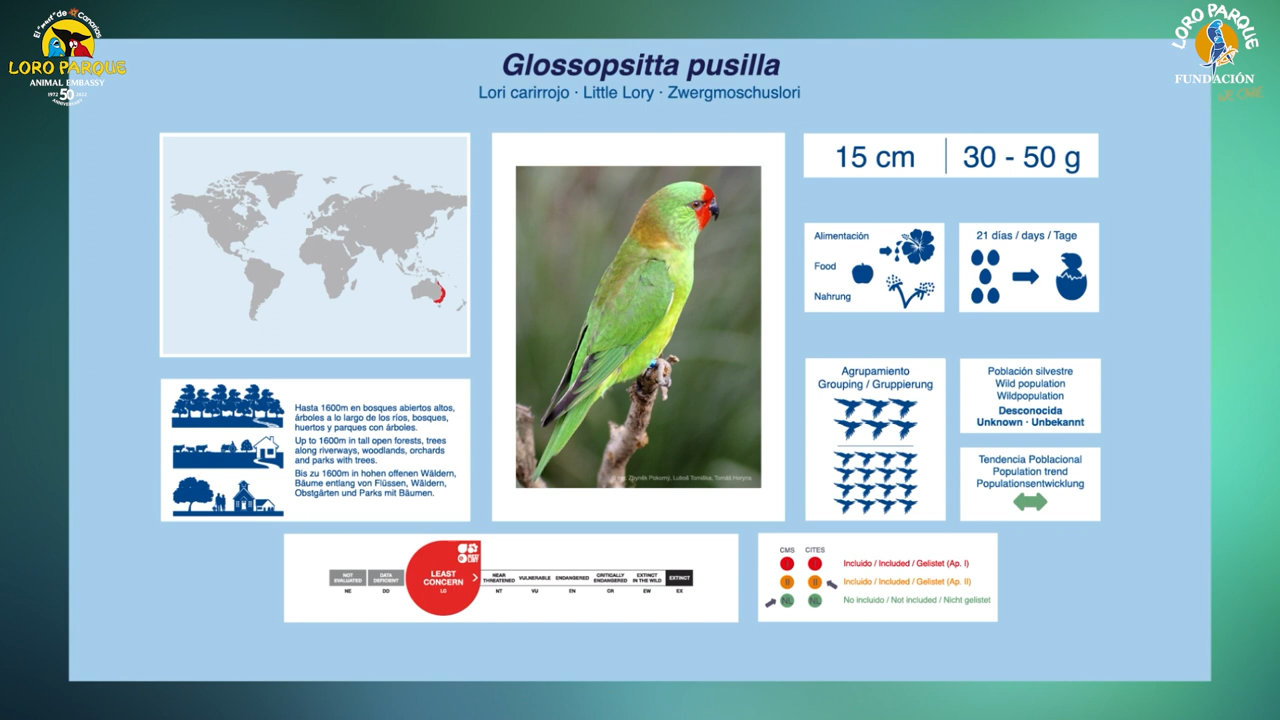 El "must" de Canarias
LORO PARQUE
ANIMAL EMBASSY
1972 50 2022
ANNIVERSARY
LORO PARQUE
FUNDACIÓN
Glossopsitta pusilla
Lori carirrojo · Little Lory · Zwergmoschuslori
15 cm
30 - 50 g
Alimentación
Food
Nahrung
21 días / days / Tage
Hasta 1600m en bosques abiertos altos,
árboles a lo largo de los ríos, bosques,
huertos y parques con árboles.
Up to 1600m in tall open forests, trees
along riverways, woodlands, orchards
and parks with trees.
Bis zu 1600m in hohen offenen Wäldern,
Bäume entlang von Flüssen, Wäldern,
Obstgärten und Parks mit Bäumen.
Zbyněk Pokorný, Luboš Tomiška, Tomáš
Agrupamiento
Grouping / Gruppierung
Población silvestre
Wild population
Wildpopulation
Desconocida
Unknown · Unbekannt
Tendencia Poblacional
Population trend
Populationsentwicklung
NOT EVALUATED
NE
DATA DEFICIENT
DD
LEAST CONCERN
LC
NEAR THREATENED
NT
VULNERABLE
VU
ENDANGERED
EN
CRITICALLY ENDANGERED
CR
EXTINCT IN THE WILD
EW
EXTINCT
EX
CMS CITES
I I Incluido / Included / Gelistet (Ap. I)
II II Incluido / Included / Gelistet (Ap. II)
NL NL No incluido / Not included / Nicht gelistet